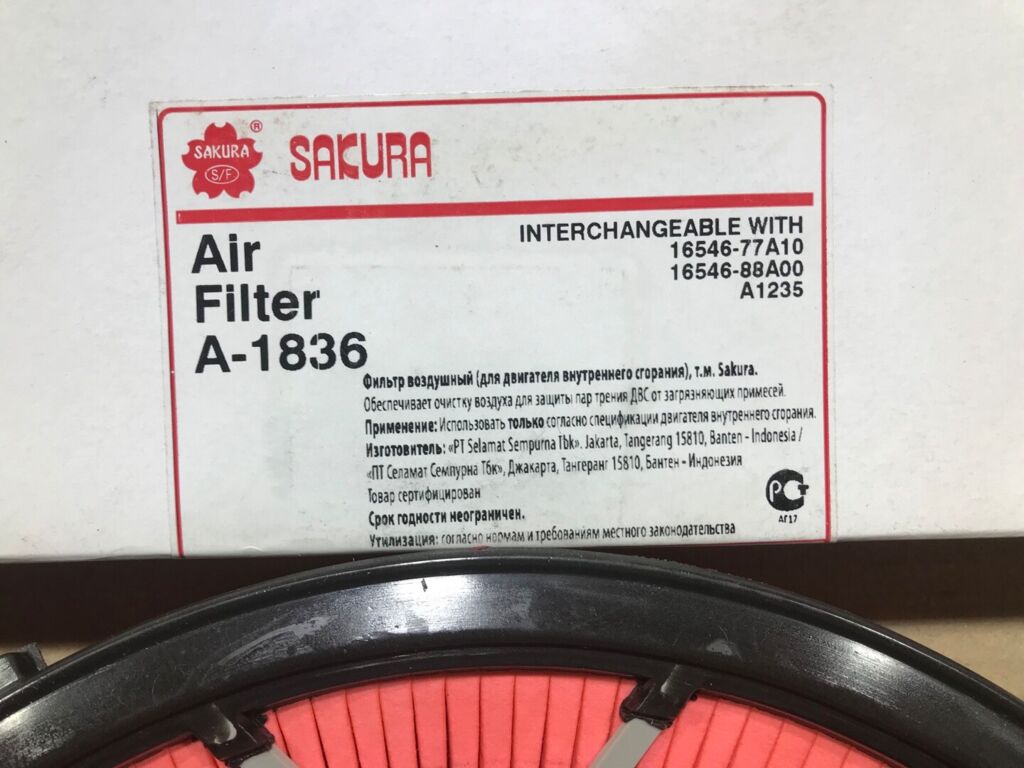 SAKURA
S/F
®
SAKURA
Air
Filter
A-1836
INTERCHANGEABLE WITH
16546-77A10
16546-88A00
A1235
Фильтр воздушный (для двигателя внутреннего сгорания), т.м. Sakura.
Обеспечивает очистку воздуха для защиты пар трения ДВС от загрязняющих примесей.
Применение: Использовать только согласно спецификации двигателя внутреннего сгорания.
Изготовитель: «PT Selamat Sempurna Tbk». Jakarta, Tangerang 15810, Banten - Indonesia /
«ПТ Селамат Семпурна Тбк», Джакарта, Тангеранг 15810, Бантен - Индонезия
Товар сертифицирован
Срок годности неограничен.
Утилизация: согласно нормам и требованиям местного законодательства
РСТ
АГ17